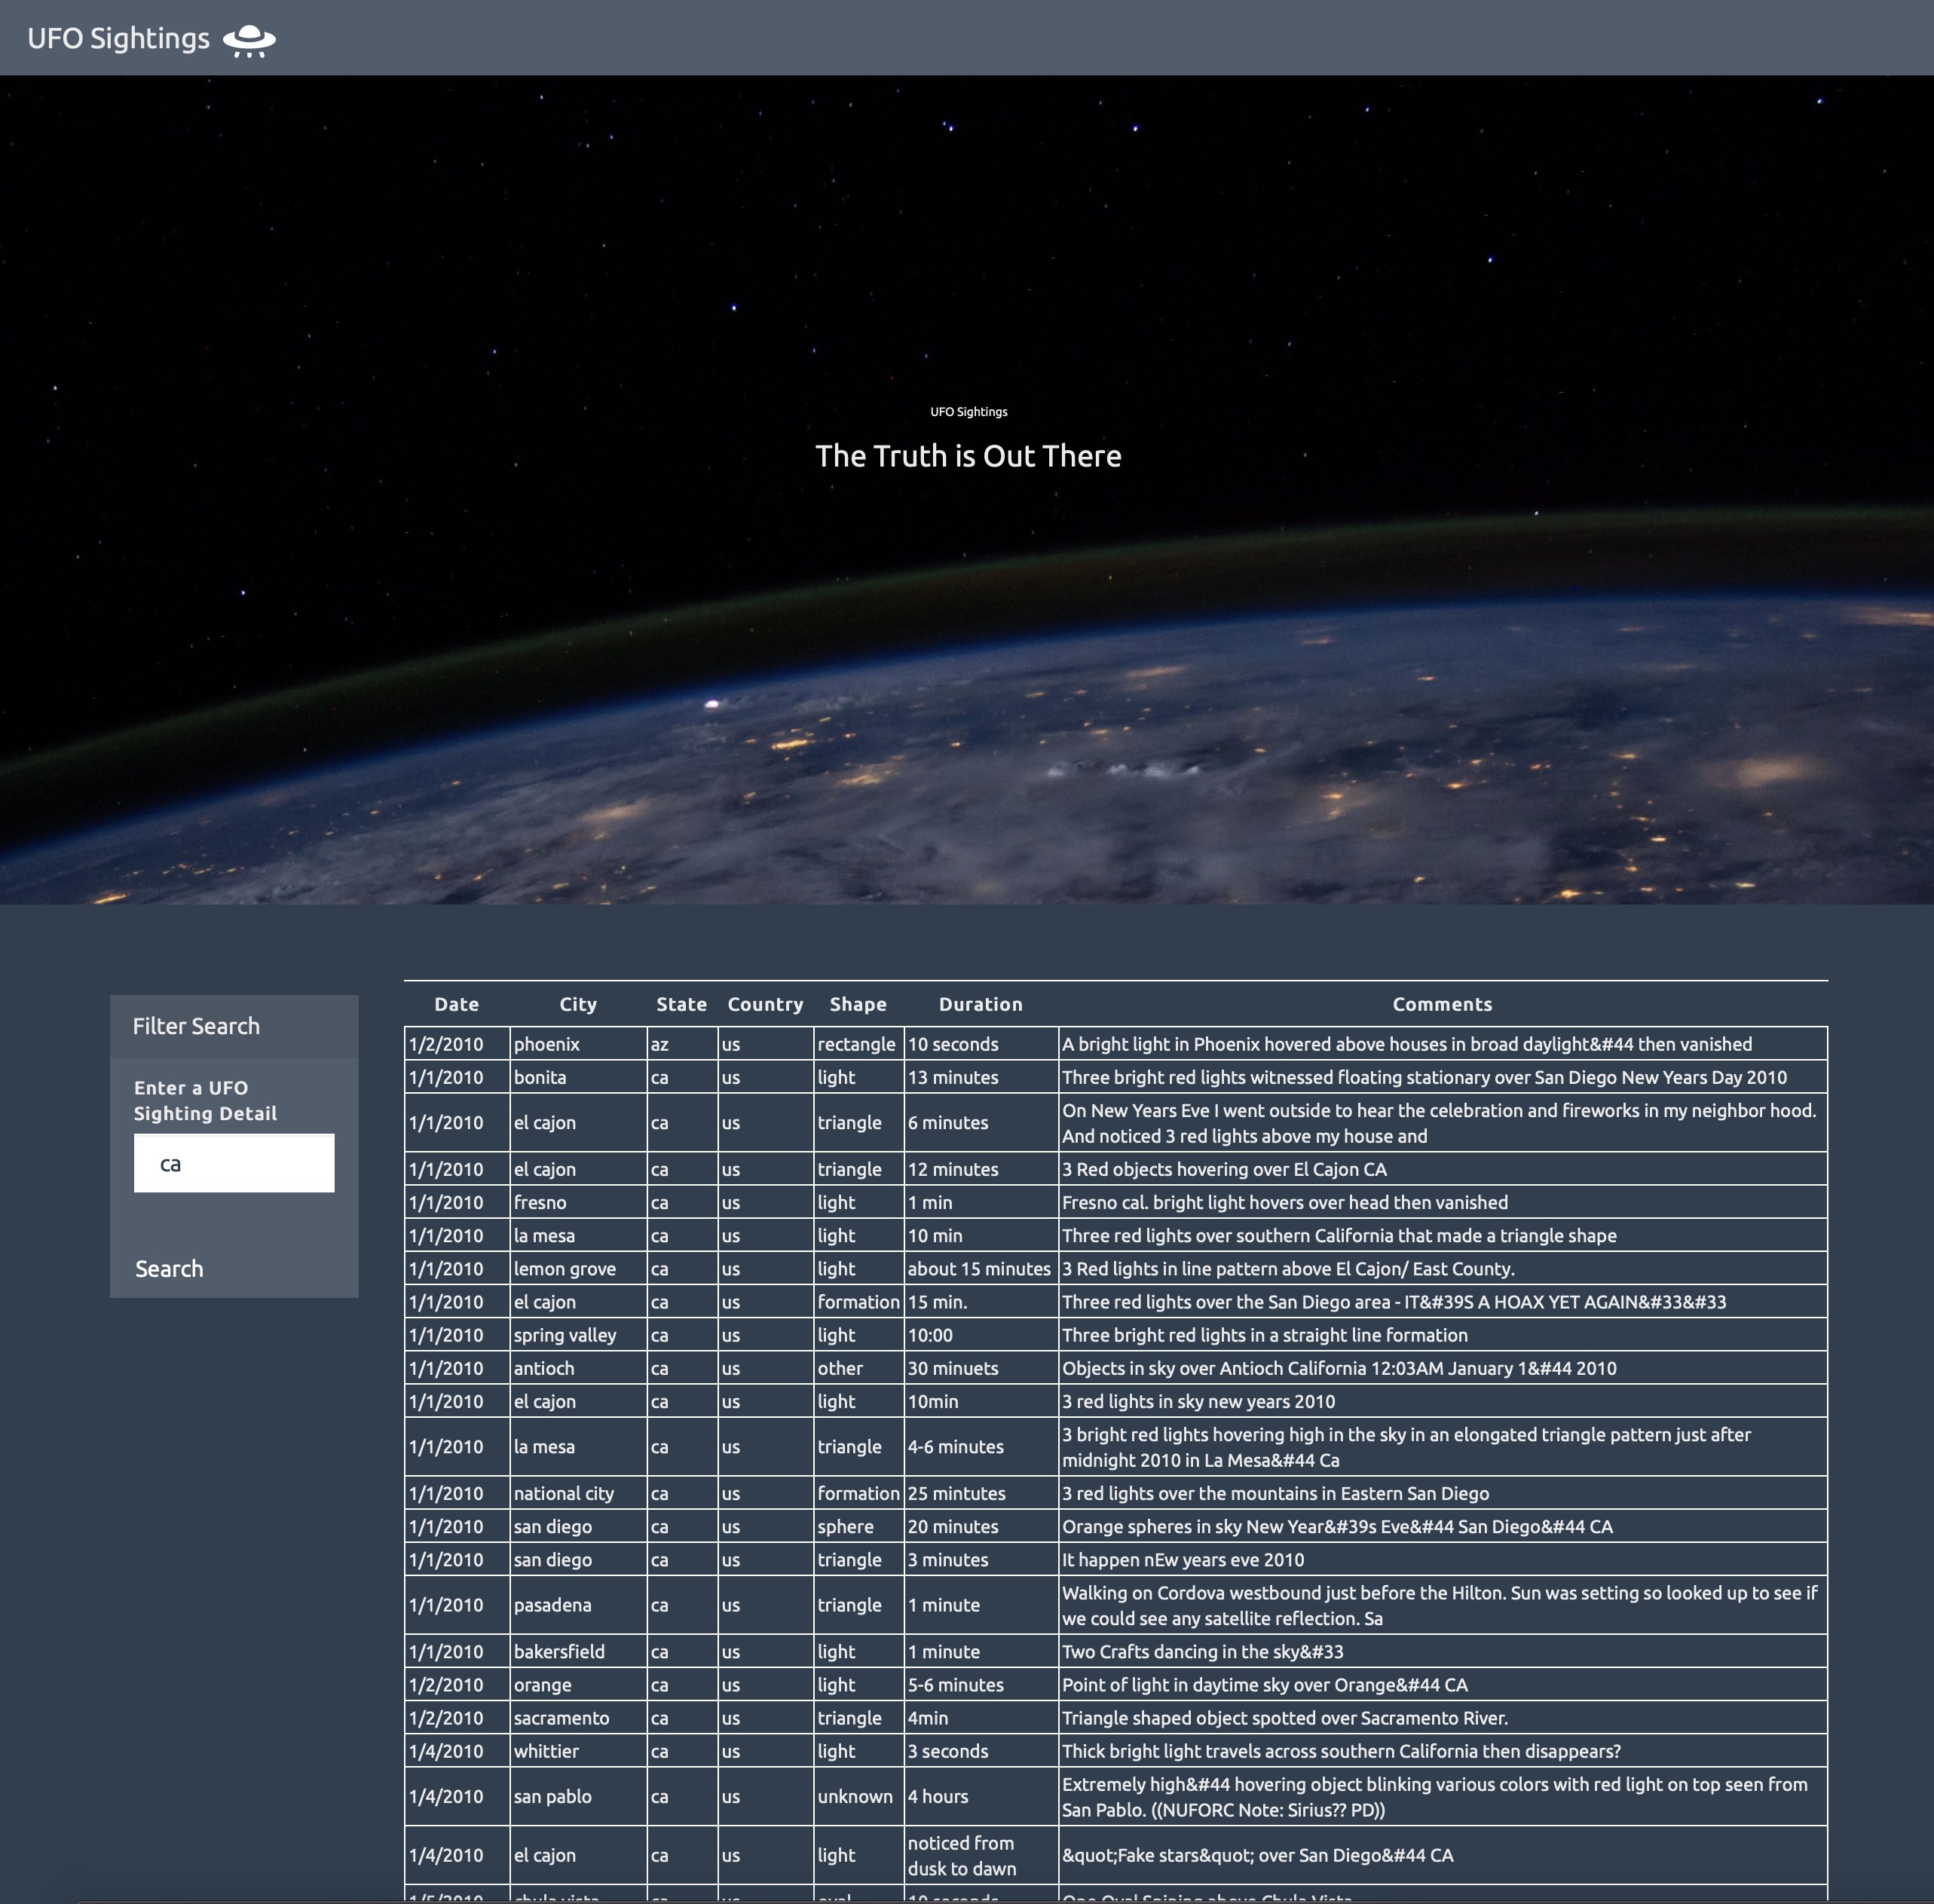 UFO Sightings
UFO Sightings
The Truth is Out There
Filter Search
Enter a UFO
Sighting Detail
ca
Search
Date City State Country Shape Duration Comments
1/2/2010 phoenix az us rectangle 10 seconds A bright light in Phoenix hovered above houses in broad daylight&#44 then vanished
1/1/2010 bonita ca us light 13 minutes Three bright red lights witnessed floating stationary over San Diego New Years Day 2010
1/1/2010 el cajon ca us triangle 6 minutes On New Years Eve I went outside to hear the celebration and fireworks in my neighbor hood.
And noticed 3 red lights above my house and
1/1/2010 el cajon ca us triangle 12 minutes 3 Red objects hovering over El Cajon CA
1/1/2010 fresno ca us light 1 min Fresno cal. bright light hovers over head then vanished
1/1/2010 la mesa ca us light 10 min Three red lights over southern California that made a triangle shape
1/1/2010 lemon grove ca us light about 15 minutes 3 Red lights in line pattern above El Cajon/ East County.
1/1/2010 el cajon ca us formation 15 min. Three red lights over the San Diego area - IT&#39S A HOAX YET AGAIN&#33&#33
1/1/2010 spring valley ca us light 10:00 Three bright red lights in a straight line formation
1/1/2010 antioch ca us other 30 minuets Objects in sky over Antioch California 12:03AM January 1&#44 2010
1/1/2010 el cajon ca us light 10min 3 red lights in sky new years 2010
1/1/2010 la mesa ca us triangle 4-6 minutes 3 bright red lights hovering high in the sky in an elongated triangle pattern just after
midnight 2010 in La Mesa&#44 Ca
1/1/2010 national city ca us formation 25 mintutes 3 red lights over the mountains in Eastern San Diego
1/1/2010 san diego ca us sphere 20 minutes Orange spheres in sky New Year&#39s Eve&#44 San Diego&#44 CA
1/1/2010 san diego ca us triangle 3 minutes It happen nEw years eve 2010
1/1/2010 pasadena ca us triangle 1 minute Walking on Cordova westbound just before the Hilton. Sun was setting so looked up to see if
we could see any satellite reflection. Sa
1/1/2010 bakersfield ca us light 1 minute Two Crafts dancing in the sky&#33
1/2/2010 orange ca us light 5-6 minutes Point of light in daytime sky over Orange&#44 CA
1/2/2010 sacramento ca us triangle 4min Triangle shaped object spotted over Sacramento River.
1/4/2010 whittier ca us light 3 seconds Thick bright light travels across southern California then disappears?
1/4/2010 san pablo ca us unknown 4 hours Extremely high&#44 hovering object blinking various colors with red light on top seen from
San Pablo. ((NUFORC Note: Sirius?? PD))
1/4/2010 el cajon ca us light noticed from
dusk to dawn &quot;Fake stars&quot; over San Diego&#44 CA